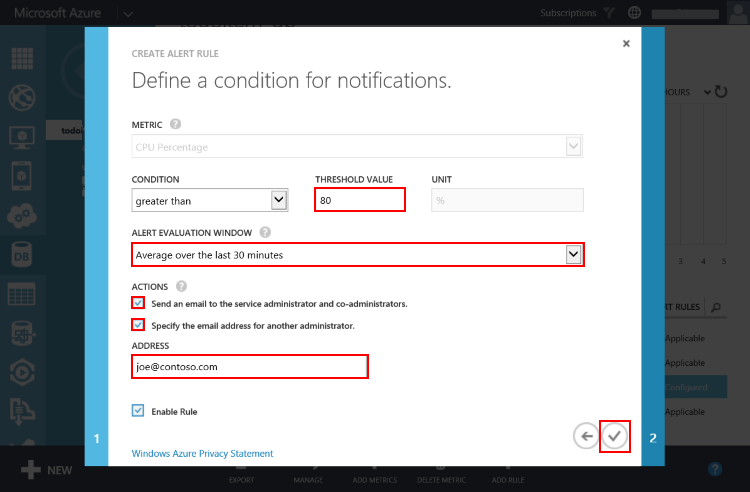 Microsoft Azure
Subscriptions
CREATE ALERT RULE
Define a condition for notifications.
HOURS
METRIC
CPU Percentage
todoi
CONDITION
THRESHOLD VALUE
UNIT
greater than
80
%
ALERT EVALUATION WINDOW
Average over the last 30 minutes
3 4 5
ACTIONS
Send an email to the service administrator and co-administrators.
RT RULES
Specify the email address for another administrator.
Applicable
ADDRESS
joe@contoso.com
Applicable
Configured
Enable Rule
Applicable
1
2
Windows Azure Privacy Statement
NEW
EXPORT
MANAGE
ADD METRICS
DELETE METRIC
ADD RULE